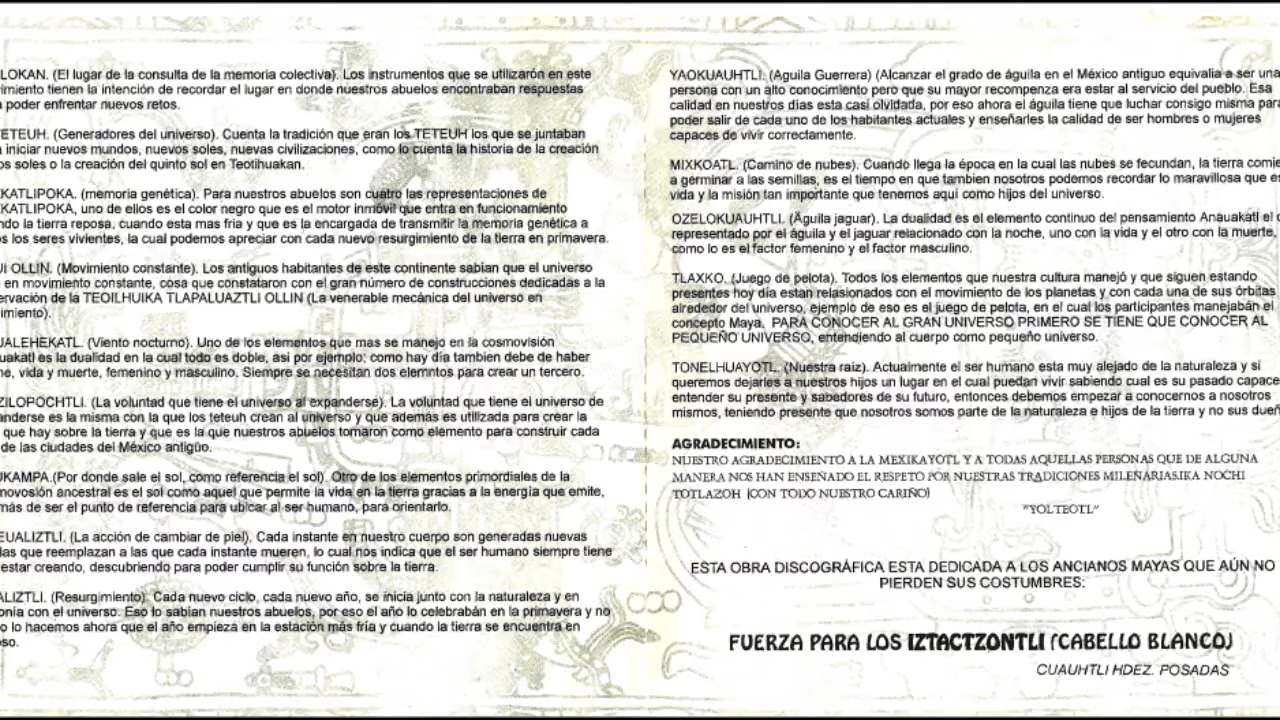 LOKAN. (El lugar de la consulta de la memoria colectiva). Los instrumentos que se utilizarón en este
imiento tienen la intención de recordar el lugar en donde nuestros abuelos encontraban respuestas
poder enfrentar nuevos retos.
ETEUH. (Generadores del universo). Cuenta la tradición que eran los TETEUH los que se juntaban
iniciar nuevos mundos, nuevos soles, nuevas civilizaciones, como lo cuenta la historia de la creación
os soles o la creación del quinto sol en Teotihuakan.
KATLIPOKA. (memoria genética). Para nuestros abuelos son cuatro las representaciones de
KATLIPOKA, uno de ellos es el color negro que es el motor inmóvil que entra en funcionamiento
ndo la tierra reposa, cuando esta mas fria y que es la encargada de transmitir la memoria genética a
s los seres vivientes, la cual podemos apreciar con cada nuevo resurgimiento de la tierra en primavera.
UI OLLIN. (Movimiento constante). Los antiguos habitantes de este continente sabian que el universo
en movimiento constante, cosa que constataron con el gran número de construcciones dedicadas a la
ervación de la TEOILHUIKA TLAPALUAZTLI OLLIN (La venerable mecánica del universo en
imiento).
UALEHEKATL. (Viento nocturno). Uno de los elementos que mas se manejo en la cosmovisión
uakatl es la dualidad en la cual todo es doble, asi por ejemplo: como hay día tambien debe de haber
he, vida y muerte, femenino y masculino. Siempre se necesitan dos elemntos para crear un tercero.
ZILOPOCHTLI. (La voluntad que tiene el universo al expanderse). La voluntad que tiene el universo de
anderse es la misma con la que los teteuh crean al universo y que además es utilizada para crear la
que hay sobre la tierra y que es la que nuestros abuelos tomaron como elemento para construir cada
de las ciudades del México antigüo.
UKAMPA.(Por donde sale el sol, como referencia el sol). Otro de los elementos primordiales de la
movosión ancestral es el sol como aquel que permite la vida en la tierra gracias a la energía que emite,
más de ser el punto de referencia para ubicar al ser humano, para orientarlo.
EUALIZTLI. (La acción de cambiar de piel). Cada instante en nuestro cuerpo son generadas nuevas
las que reemplazan a las que cada instante mueren, lo cual nos indica que el ser humano siempre tiene
estar creando, descubriendo para poder cumplir su función sobre la tierra.
ALIZTLI. (Resurgimiento). Cada nuevo ciclo, cada nuevo año, se inicia junto con la naturaleza y en
onía con el universo. Eso lo sabían nuestros abuelos, por eso el año lo celebrabán en la primavera y no
o lo hacemos ahora que el año empieza en la estación más fría y cuando la tierra se encuentra en
oso.
YAOKUAUHTLI. (Aguila Guerrera) (Alcanzar el grado de águila en el México antiguo equivalia a ser una
persona con un alto conocimiento pero que su mayor recompenza era estar al servicio del pueblo. Esa
calidad en nuestros dias esta casi olvidada, por eso ahora el águila tiene que luchar consigo misma para
poder salir de cada uno de los habitantes actuales y enseñarles la calidad de ser hombres o mujeres
capaces de vivir correctamente.
MIXKOATL. (Camino de nubes). Cuando llega la época en la cual las nubes se fecundan, la tierra comie
a germinar a las semillas, es el tiempo en que tambien nosotros podemos recordar lo maravillosa que es
vida y la misión tan importante que tenemos aquí como hijos del universo.
OZELOKUAUHTLI. (Águila jaguar). La dualidad es el elemento continuo del pensamiento Anauakatl el c
representado por el águila y el jaguar relacionado con la noche, uno con la vida y el otro con la muerte,
como lo es el factor femenino y el factor masculino.
TLAXKO. (Juego de pelota). Todos los elementos que nuestra cultura manejó y que siguen estando
presentes hoy día estan relasionados con el movimiento de los planetas y con cada una de sus órbitas
alrededor del universo, ejemplo de eso es el juego de pelota, en el cual los participantes manejabán el
concepto Maya, PARA CONOCER AL GRAN UNIVERSO PRIMERO SE TIENE QUE CONOCER AL
PEQUEÑO UNIVERSO, entendiendo al cuerpo como pequeño universo.
TONELHUAYOTL. (Nuestra raiz). Actualmente el ser humano esta muy alejado de la naturaleza y si
queremos dejarles a nuestros hijos un lugar en el cual puedan vivir sabiendo cual es su pasado capace
entender su presente y sabedores de su futuro, entonces debemos empezar a conocernos a nosotros
mismos, teniendo presente que nosotros somos parte de la naturaleza e hijos de la tierra y no sus dueñ
AGRADECIMIENTO:
NUESTRO AGRADECIMIENTO A LA MEXIKAYOTL Y A TODAS AQUELLAS PERSONAS QUE DE ALGUNA
MANERA NOS HAN ENSEÑADO EL RESPETO POR NUESTRAS TRADICIONES MILENARIASIKA NOCHI
TOTLAZOH (CON TODO NUESTRO CARIÑO)
"YOLTEOTL"
ESTA OBRA DISCOGRÁFICA ESTA DEDICADA A LOS ANCIANOS MAYAS QUE AÚN NO
PIERDEN SUS COSTUMBRES:
FUERZA PARA LOS IZTACTZONTLI (CABELLO BLANCO)
CUAUHTLI HDEZ. POSADAS